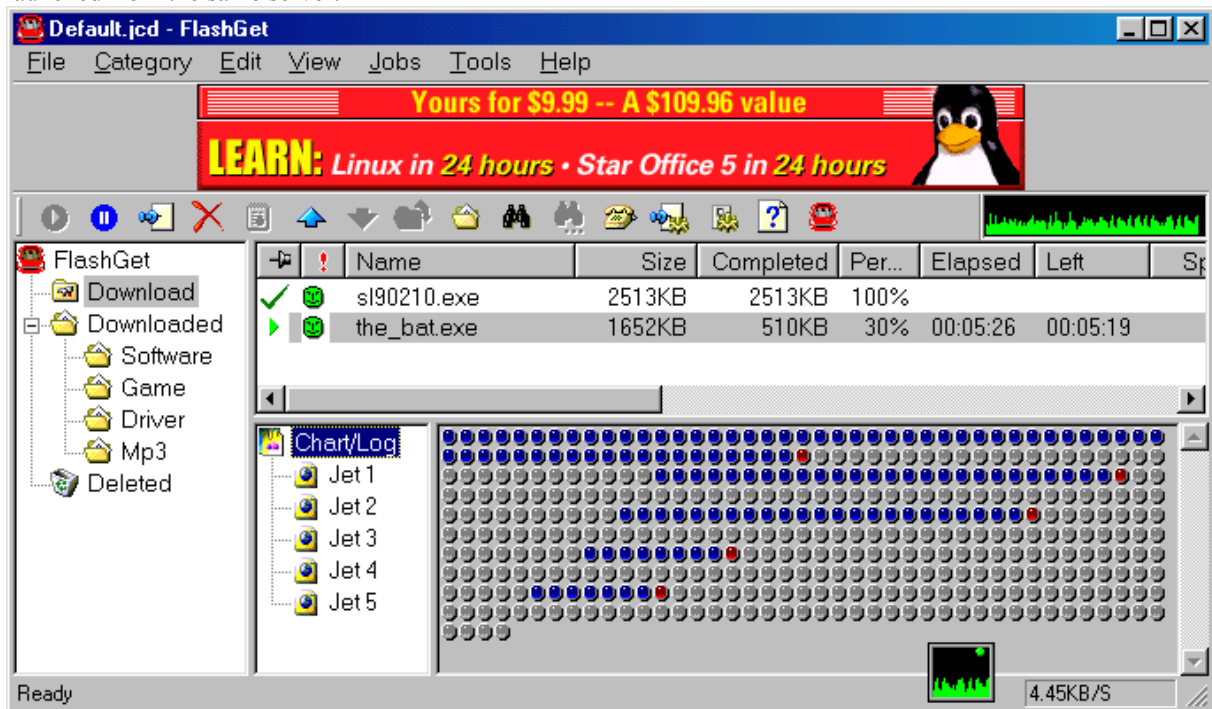 Default.jcd - FlashGet
File Category Edit View Jobs Tools Help
Yours for $9.99 -- A $109.96 value
LEARN: Linux in 24 hours • Star Office 5 in 24 hours
FlashGet
Download
Downloaded
Software
Game
Driver
Mp3
Deleted
Name Size Completed Per... Elapsed Left Sp
sl90210.exe 2513KB 2513KB 100%
the_bat.exe 1652KB 510KB 30% 00:05:26 00:05:19
Chart/Log
Jet 1
Jet 2
Jet 3
Jet 4
Jet 5
Ready 4.45KB/S